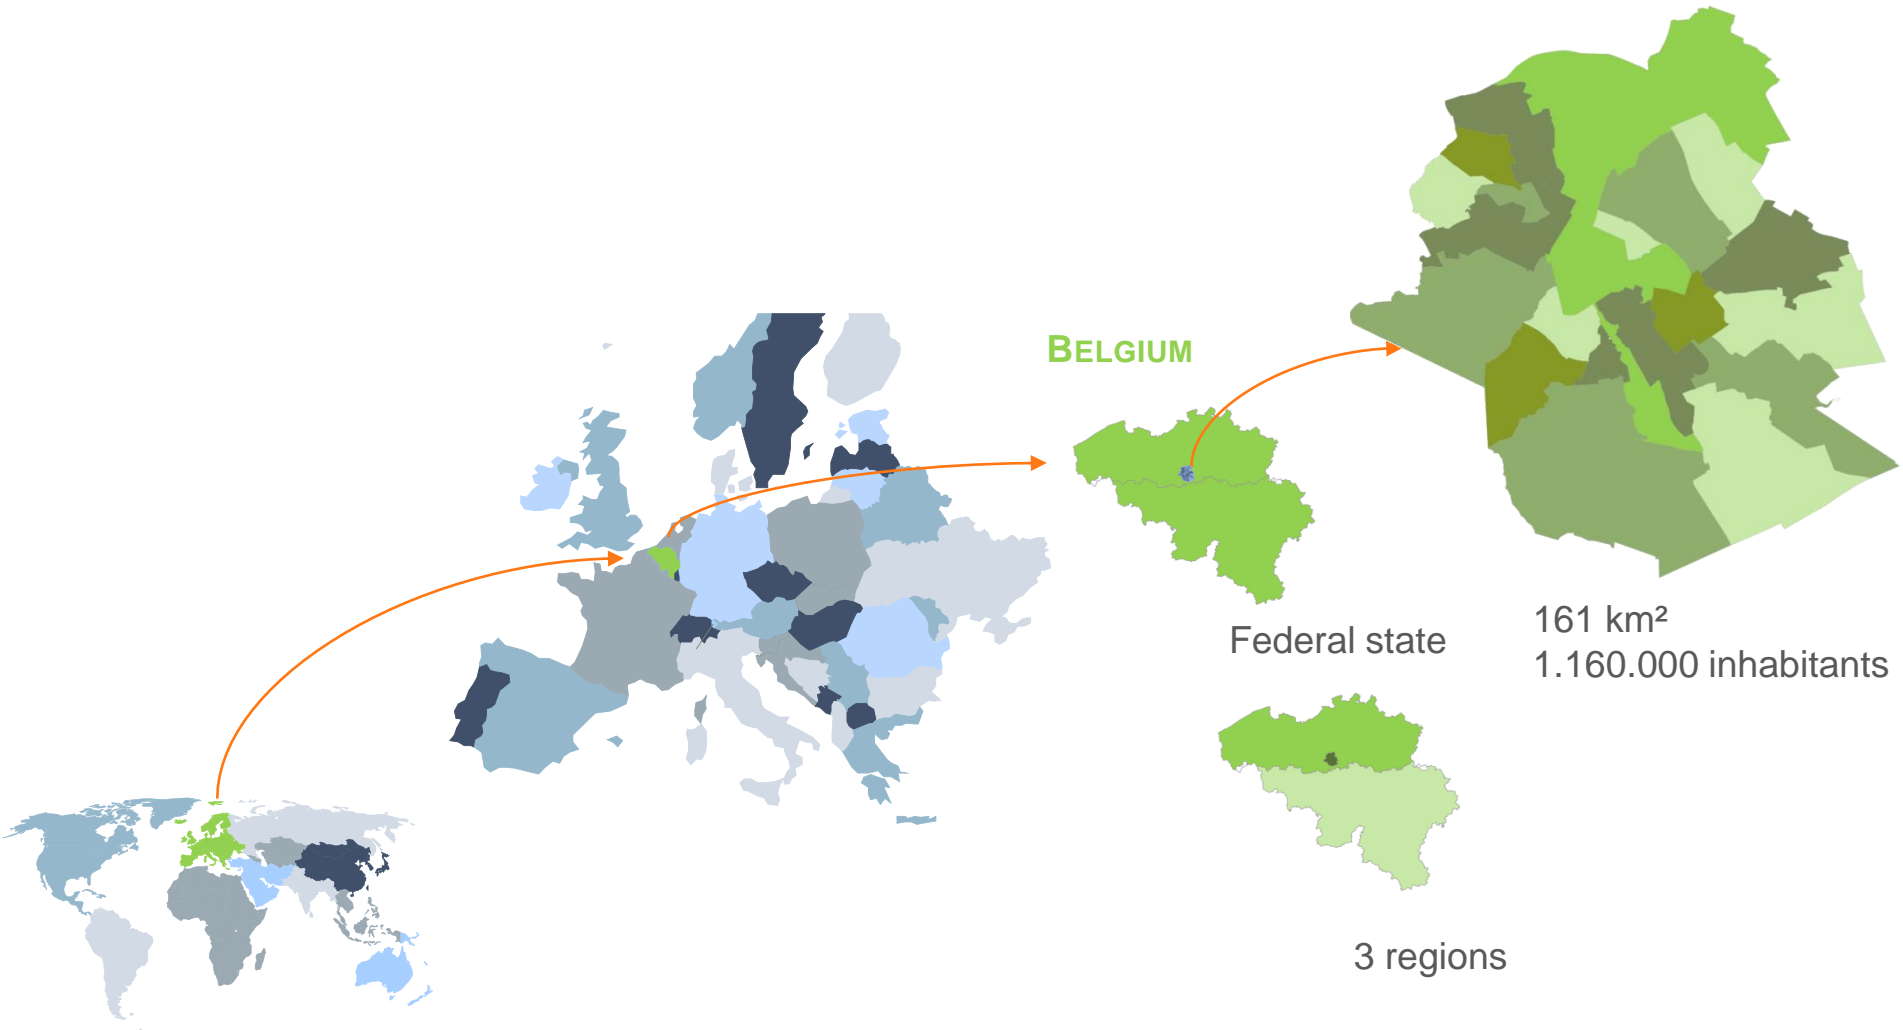 BELGIUM
Federal state
161 km²
1.160.000 inhabitants
3 regions